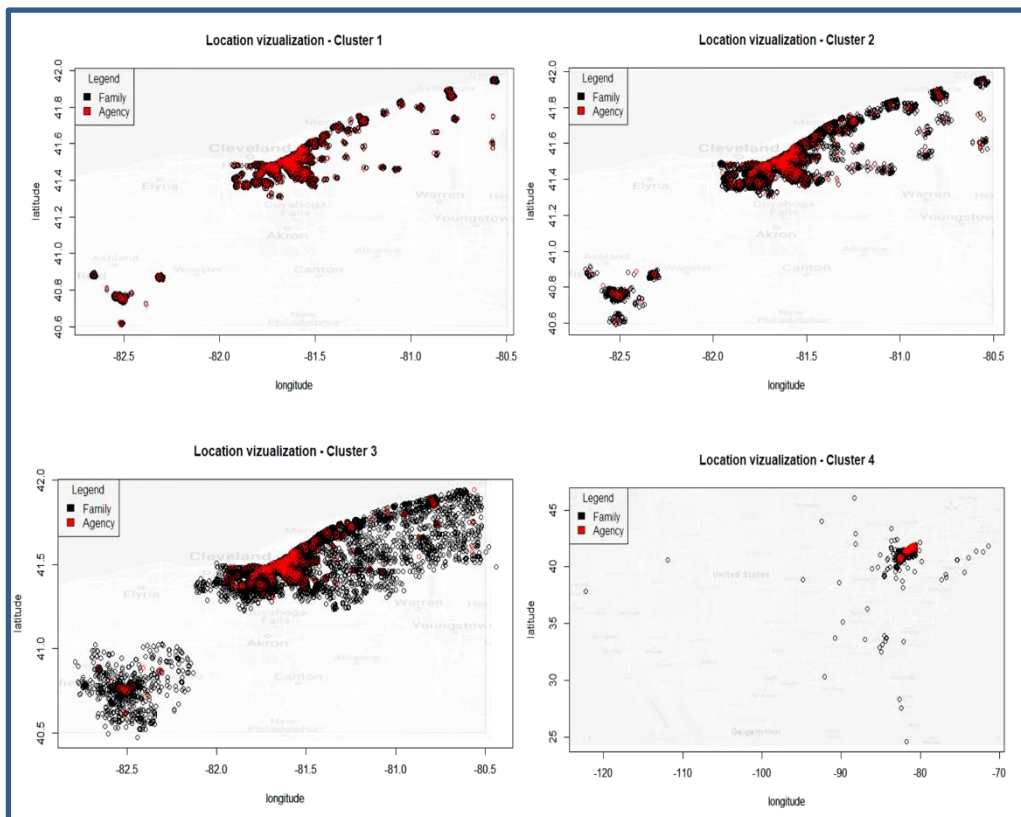 Location vizualization - Cluster 1
Legend
Family
Agency
latitude
42.0
41.8
41.6
41.4
41.2
40.8
40.6
Cleveland
Elyria
Warren
Youngstown
Akron
Canton
Alliance
Ashland
Wooster
New
Philadelphia
-82.5
-82.0
-81.5
-81.0
-80.5
longitude
Location vizualization - Cluster 2
Legend
Family
Agency
latitude
42.0
41.8
41.6
41.4
41.2
40.8
40.6
Cleveland
Elyria
Warren
Youngstown
Akron
Canton
Alliance
Ashland
Wooster
New
Philadelphia
-82.5
-82.0
-81.5
-81.0
-80.5
longitude
Location vizualization - Cluster 3
Legend
Family
Agency
latitude
42.0
41.5
41.0
40.5
Cleveland
Elyria
Warren
Youngstown
Akron
Canton
Alliance
Wooster
New
Philadelphia
-82.5
-82.0
-81.5
-81.0
-80.5
longitude
Location vizualization - Cluster 4
Legend
Family
Agency
latitude
45
40
35
30
25
United States
-120
-110
-100
-90
-80
-70
longitude